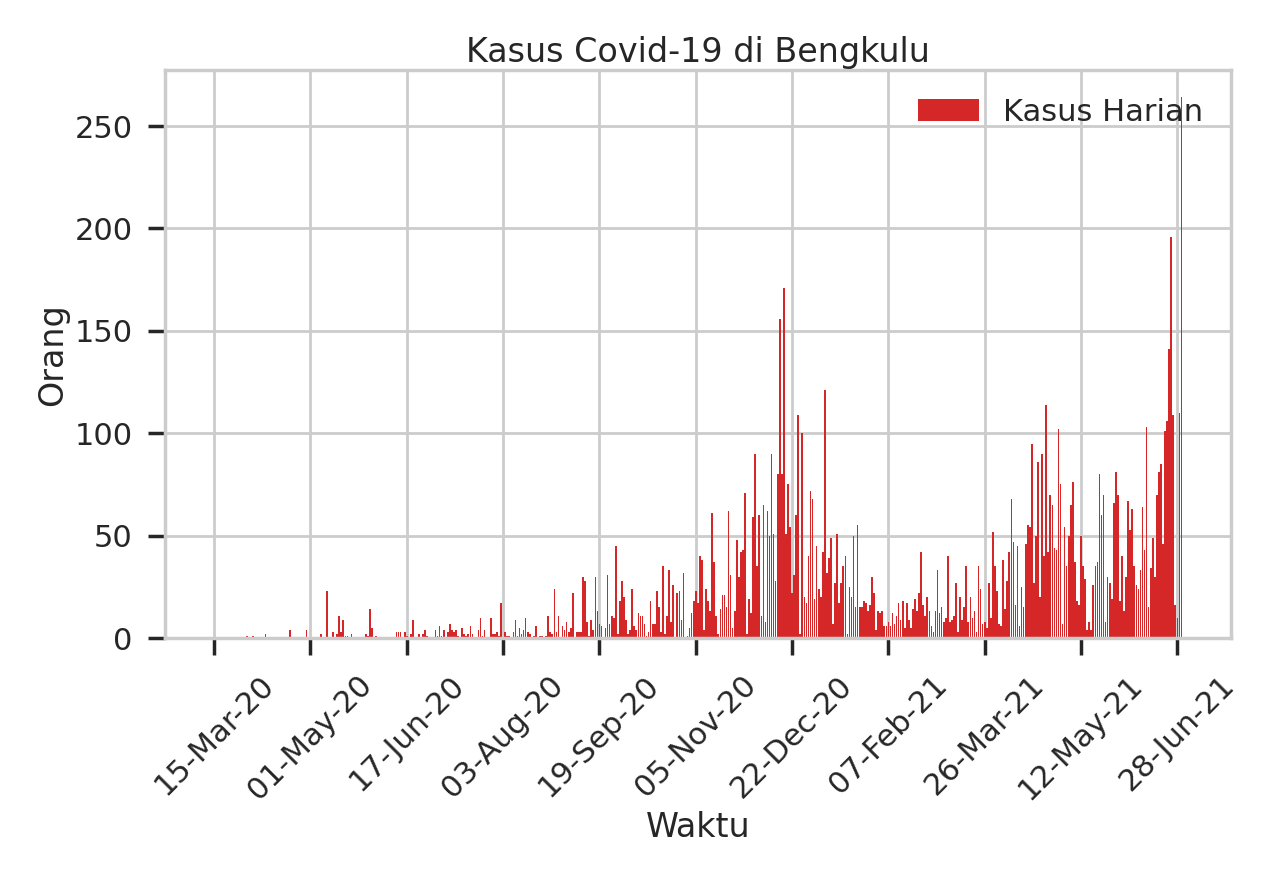 Kasus Covid-19 di Bengkulu
Kasus Harian
250
200
150
100
50
0
Orang
15-Mar-20
01-May-20
17-Jun-20
03-Aug-20
19-Sep-20
05-Nov-20
22-Dec-20
07-Feb-21
26-Mar-21
12-May-21
28-Jun-21
Waktu